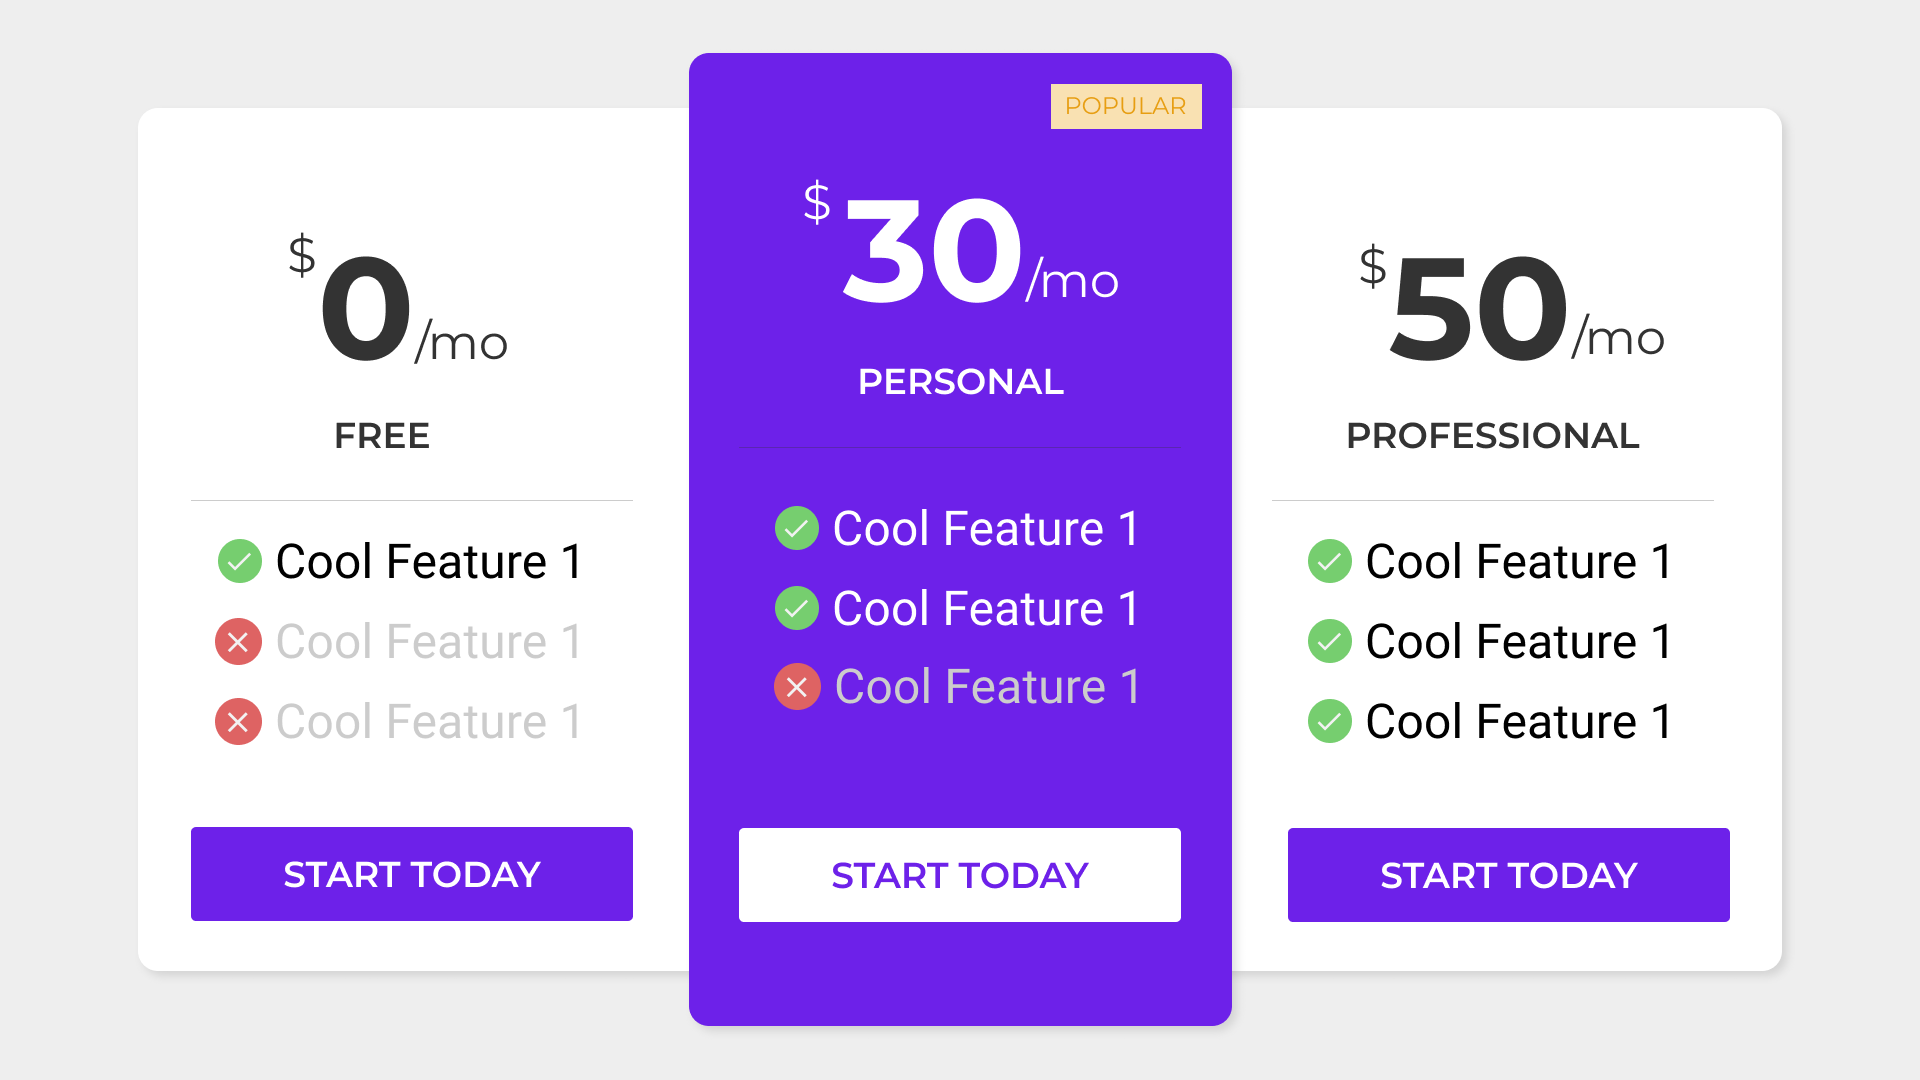 $0/mo
FREE
Cool Feature 1
Cool Feature 1
Cool Feature 1
START TODAY
POPULAR
$30/mo
PERSONAL
Cool Feature 1
Cool Feature 1
Cool Feature 1
START TODAY
$50/mo
PROFESSIONAL
Cool Feature 1
Cool Feature 1
Cool Feature 1
START TODAY